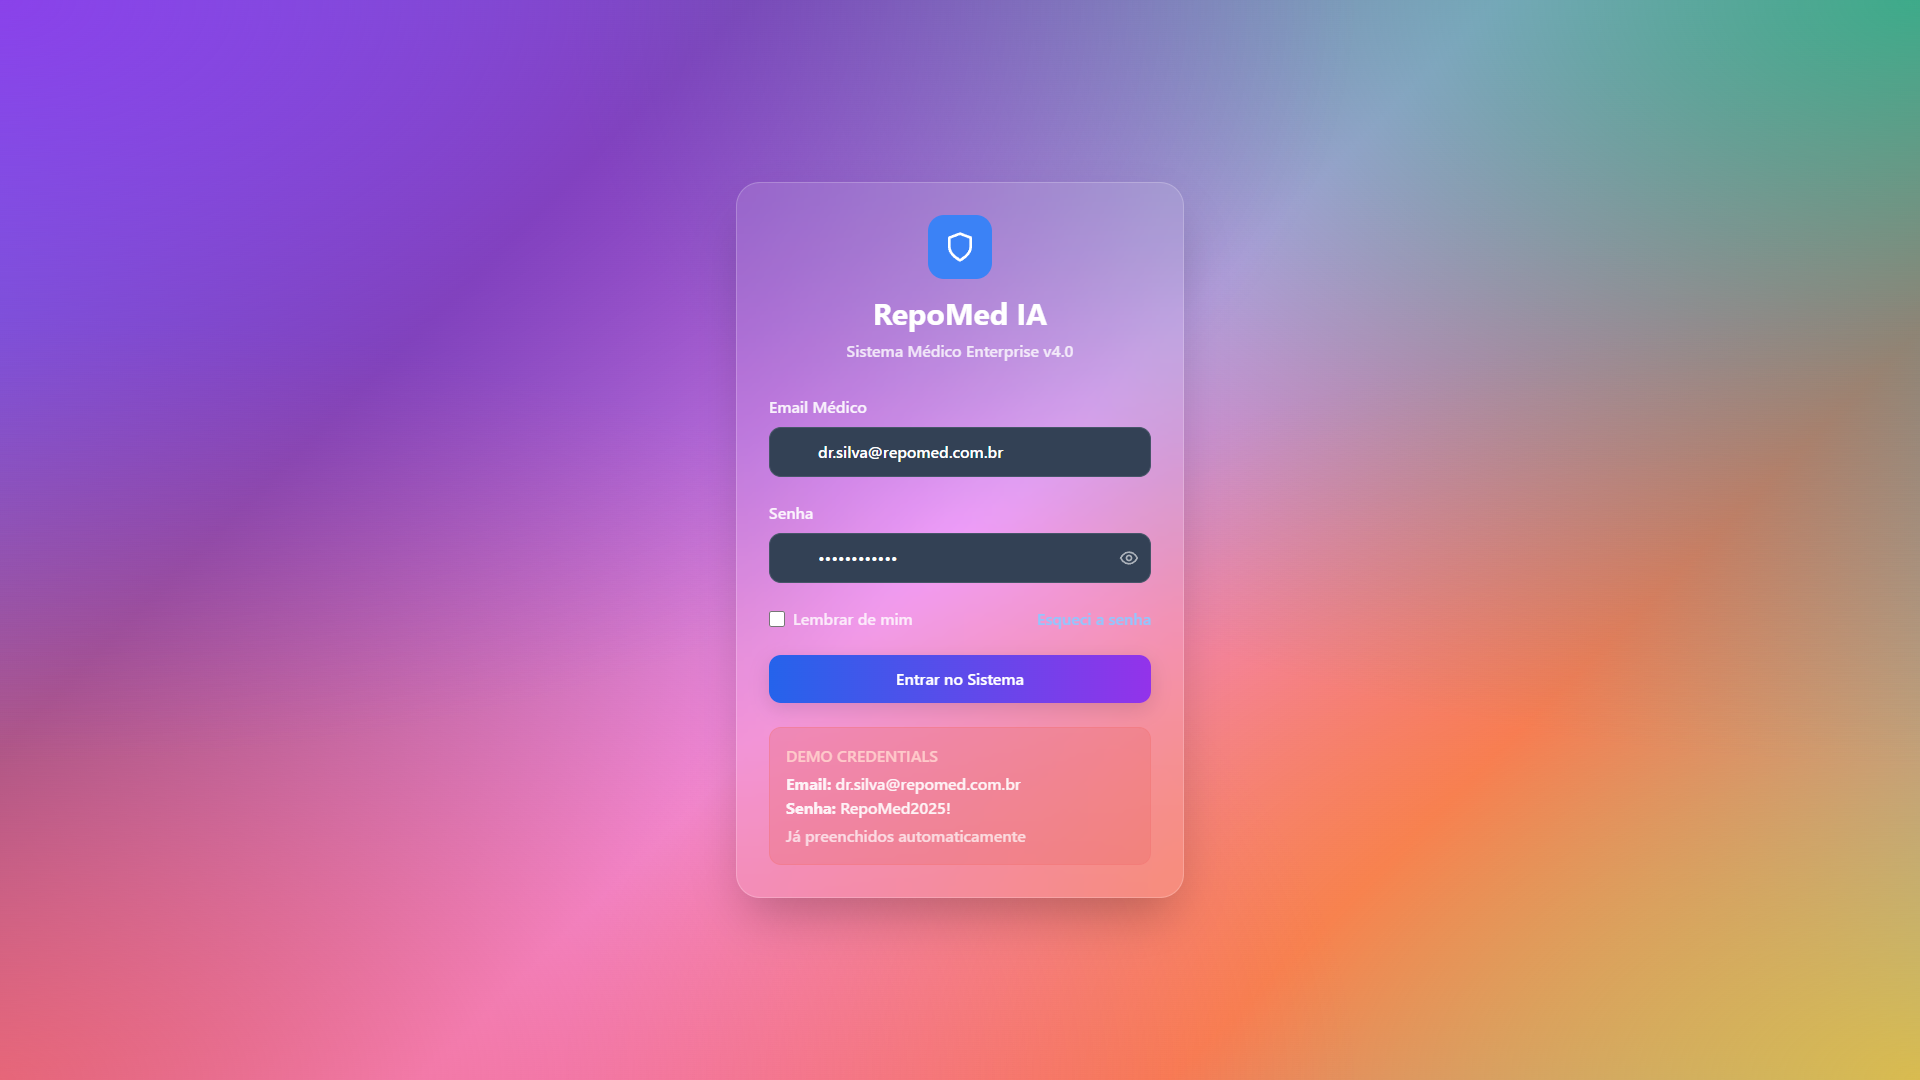 RepoMed IA
Sistema Médico Enterprise v4.0
Email Médico
dr.silva@repomed.com.br
Senha
••••••••••••
Lembrar de mim
Esqueci a senha
Entrar no Sistema
DEMO CREDENTIALS
Email: dr.silva@repomed.com.br
Senha: RepoMed2025!
Já preenchidos automaticamente